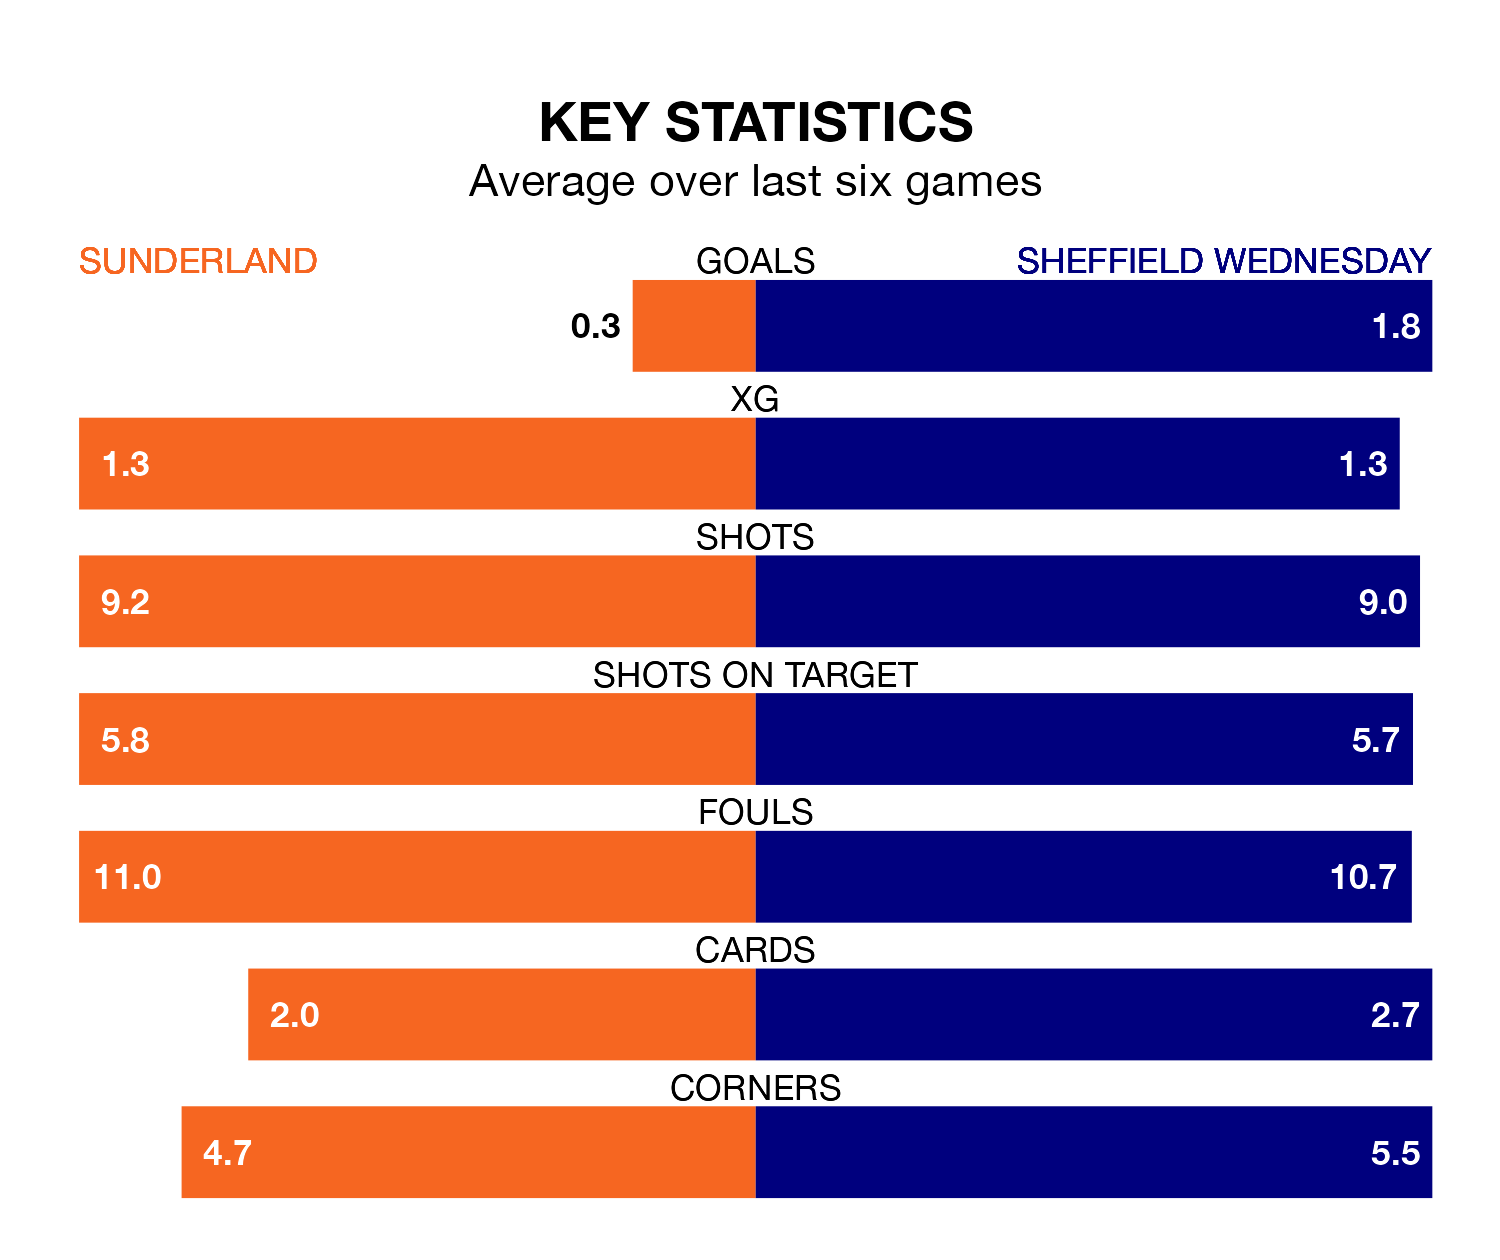 KEY STATISTICS
Average over last six games
SUNDERLAND GOALS SHEFFIELD WEDNESDAY
0.3 1.8
XG
1.3 1.3
SHOTS
9.2 9.0
SHOTS ON TARGET
5.8 5.7
FOULS
11.0 10.7
CARDS
2.0 2.7
CORNERS
4.7 5.5